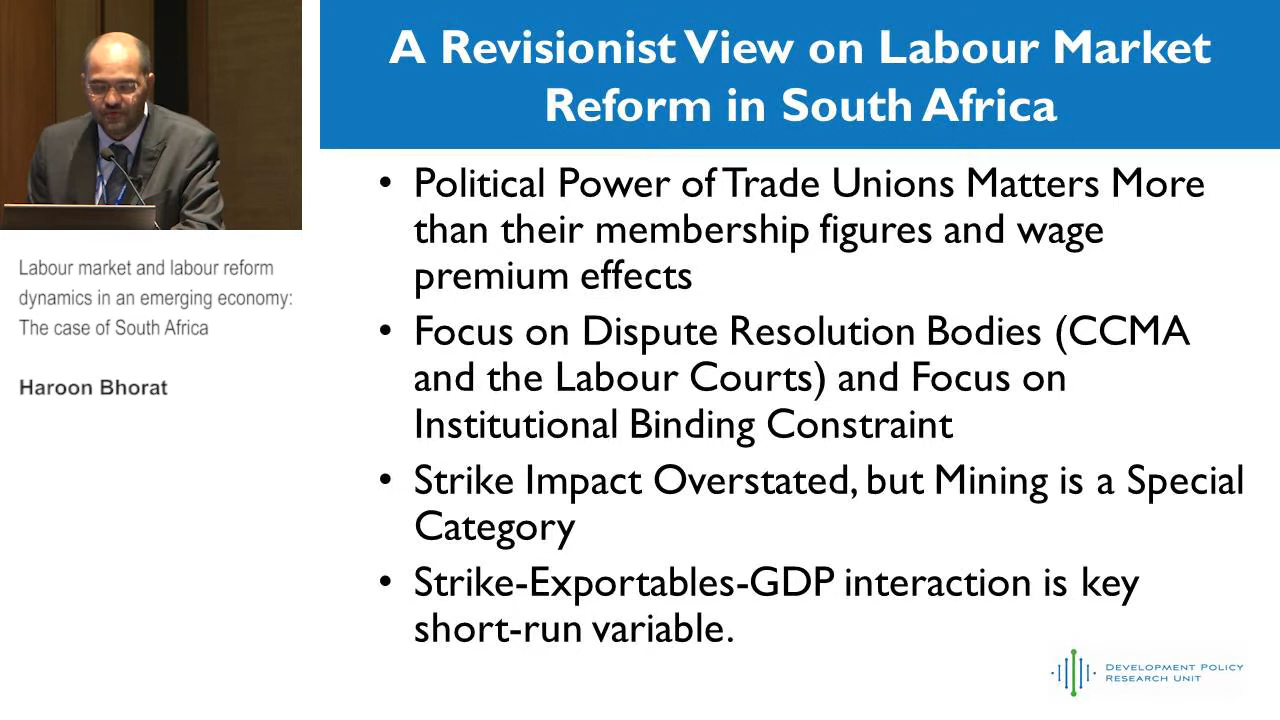 A Revisionist View on Labour Market
Reform in South Africa
Labour market and labour reform
dynamics in an emerging economy:
The case of South Africa
Haroon Bhorat
• Political Power of Trade Unions Matters More
than their membership figures and wage
premium effects
• Focus on Dispute Resolution Bodies (CCMA
and the Labour Courts) and Focus on
Institutional Binding Constraint
• Strike Impact Overstated, but Mining is a Special
Category
• Strike-Exportables-GDP interaction is key
short-run variable.
DEVELOPMENT POLICY
RESEARCH UNIT